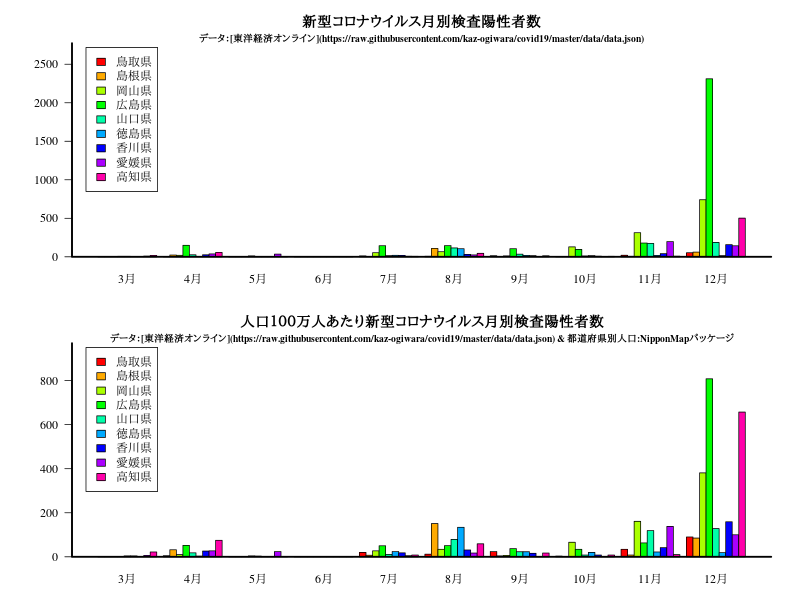 新型コロナウイルス月別検査陽性者数
データ:[東洋経済オンライン](https://raw.githubusercontent.com/kaz-ogiwara/covid19/master/data/data.json)
鳥取県
島根県
岡山県
広島県
山口県
徳島県
香川県
愛媛県
高知県
2500
2000
1500
1000
500
0
3月 4月 5月 6月 7月 8月 9月 10月 11月 12月
人口100万人あたり新型コロナウイルス月別検査陽性者数
データ:[東洋経済オンライン](https://raw.githubusercontent.com/kaz-ogiwara/covid19/master/data/data.json) & 都道府県別人口:NipponMapパッケージ
鳥取県
島根県
岡山県
広島県
山口県
徳島県
香川県
愛媛県
高知県
800
600
400
200
0
3月 4月 5月 6月 7月 8月 9月 10月 11月 12月